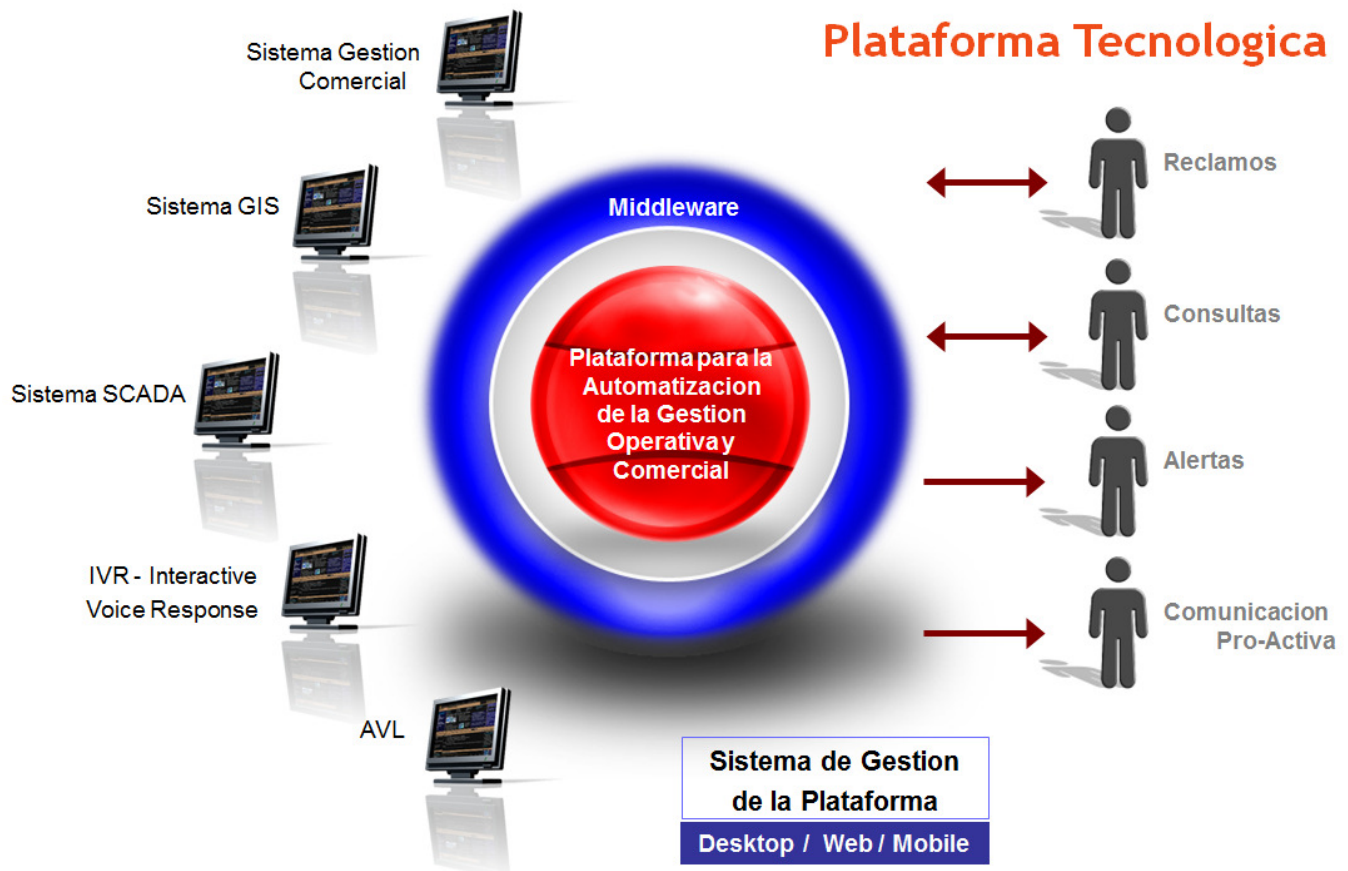 Plataforma Tecnologica
Sistema Gestion
Comercial
Sistema GIS
Sistema SCADA
IVR - Interactive
Voice Response
AVL
Middleware
Plataforma para la
Automatizacion
de la Gestion
Operativa y
Comercial
Reclamos
Consultas
Alertas
Comunicacion
Pro-Activa
Sistema de Gestion
de la Plataforma
Desktop / Web / Mobile